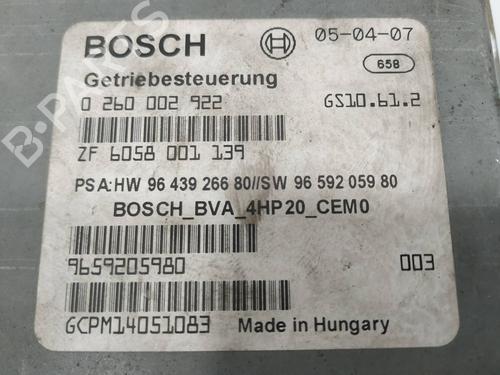 BOSCH 05-04-07
658
Getriebesteuerung
0 260 002 922 GS10.61.2
ZF 6058 001 139
PSA:HW 96 439 266 80//SW 96 592 059 80
BOSCH_BVA_4HP20_CEM0
9659205980 003
GCPM14051083 Made in Hungary
B-PARTS